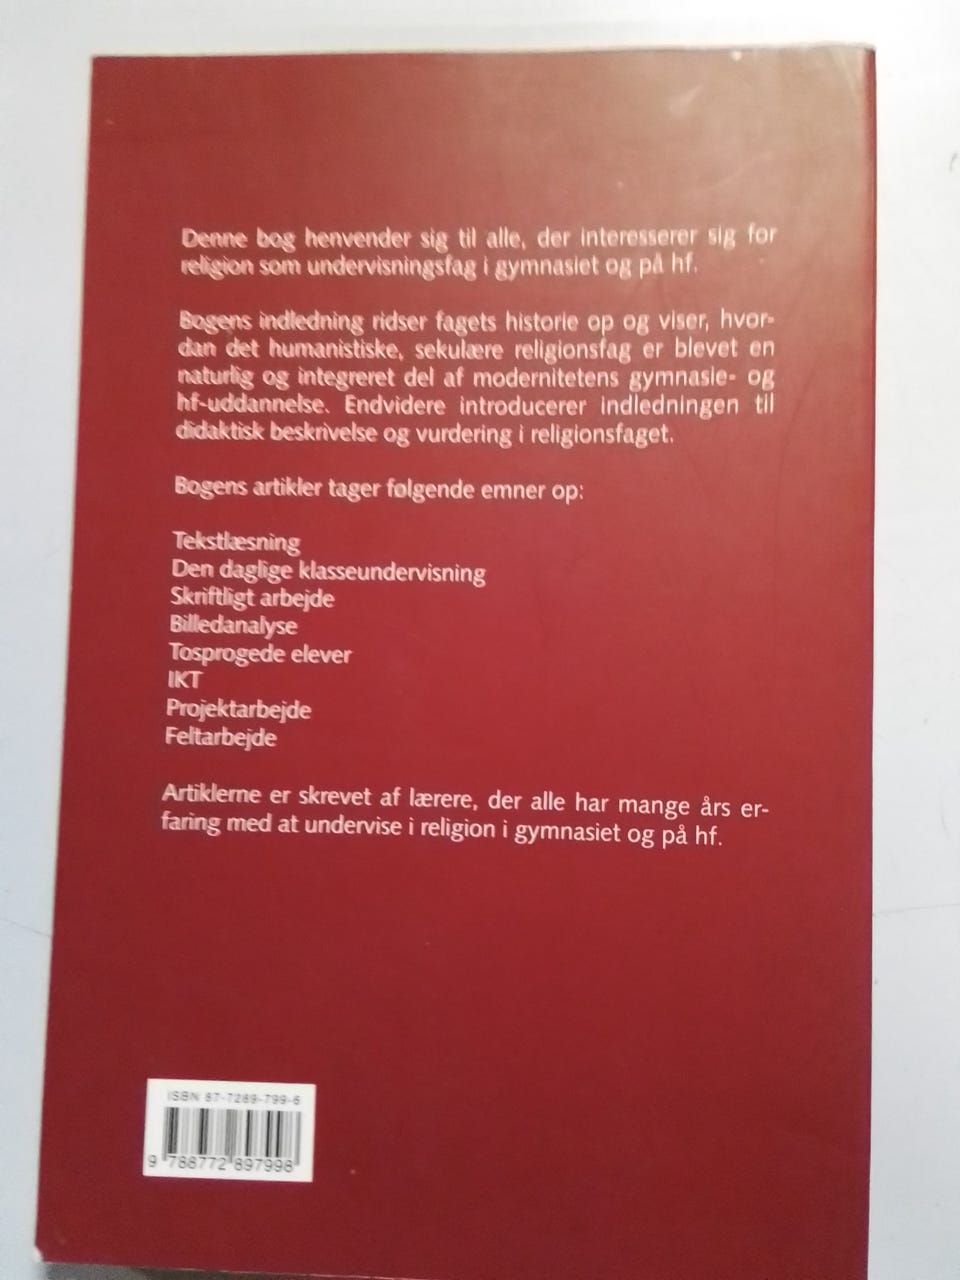 Denne bog henvender sig til alle, der interesserer sig for
religion som undervisningsfag i gymnasiet og på hf.
Bogens indledning ridser fagets historie op og viser, hvor-
dan det humanistiske, sekulære religionsfag er blevet en
naturlig og integreret del af modernitetens gymnasie- og
hf-uddannelse. Endvidere introducerer indledningen til
didaktisk beskrivelse og vurdering i religionsfaget.
Bogens artikler tager følgende emner op:
Tekstlæsning
Den daglige klasseundervisning
Skriftligt arbejde
Billedanalyse
Tosprogede elever
IKT
Projektarbejde
Feltarbejde
Artiklerne er skrevet af lærere, der alle har mange års er-
faring med at undervise i religion i gymnasiet og på hf.
ISBN 87-7289-799-6
9 788772 897998